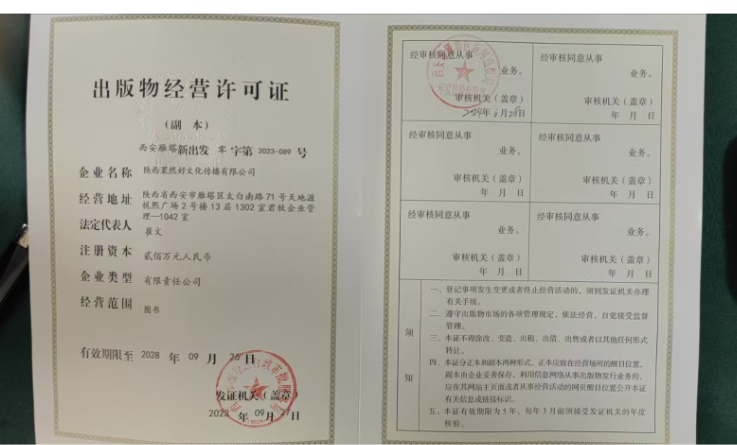 出版物经营许可证
（副 本）
西安雁塔新出发 零 字第 2023-089 号
企业名称 陕西果然好文化传播有限公司
经营地址 陕西省西安市雁塔区太白南路71号天地源
悦熙广场2号楼13层1302室君枝企业管
理—1042室
法定代表人 崔文
注册资本 贰佰万元人民币
企业类型 有限责任公司
经营范围 图书
有效期限至 2028 年 09 月 26 日
发证机关（盖章）
2023 年 09 月 27 日
经审核同意从事
业务。
审核机关（盖章）
2024年6月28日
经审核同意从事
业务。
审核机关（盖章）
年 月 日
经审核同意从事
业务。
审核机关（盖章）
年 月 日
经审核同意从事
业务。
审核机关（盖章）
年 月 日
经审核同意从事
业务。
审核机关（盖章）
年 月 日
经审核同意从事
业务。
审核机关（盖章）
年 月 日
须知
一、登记事项发生变更或者终止经营活动的，须到发证机关办理
有关手续。
二、遵守出版物市场的各项管理规定，依法经营，自觉接受监督
管理。
三、本证不得涂改、变造、出租、出借、出售或者以其他任何形式
转让。
四、本证分正本和副本两种形式，正本应放在经营场所的醒目位置，
副本由企业妥善保存。利用信息网络从事出版物发行业务的，
应在其网站主页面或者从事经营活动的网页醒目位置公开本证
有关信息或链接标识。
五、本证有效期限为5年，每年3月前须接受发证机关的年度
核验。